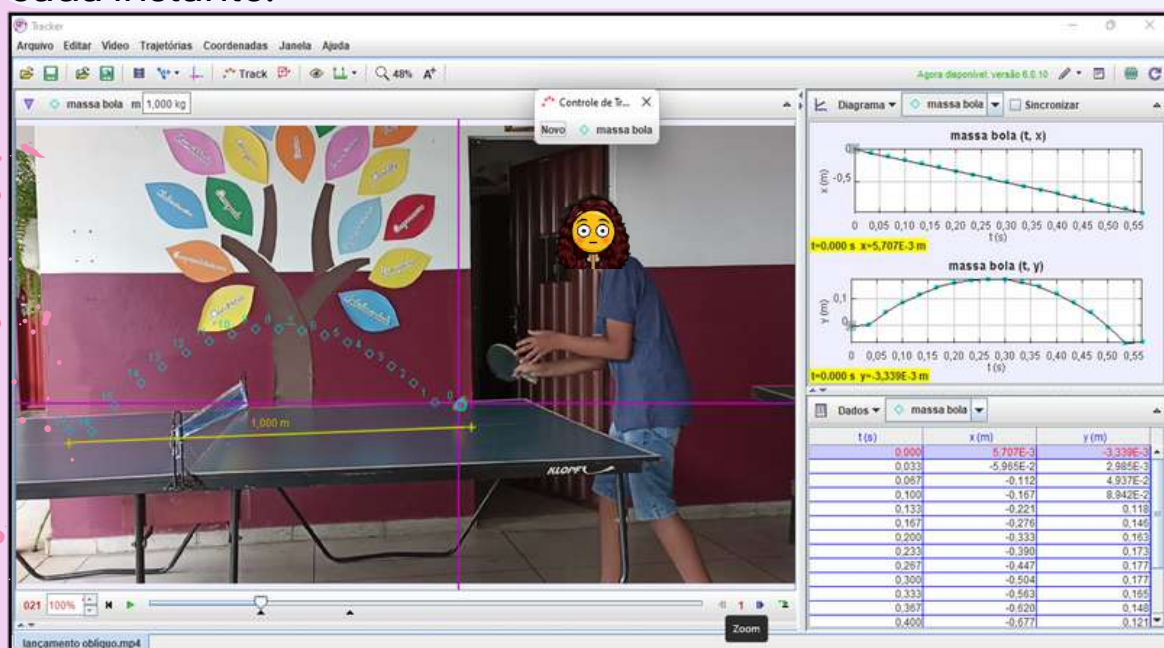 cada instante.
Tracker
Arquivo Editar Vídeo Trajetórias Coordenadas Janela Ajuda
Track
48%
Agora disponível: versão 6.0.10
massa bola m 1,000 kg
Controle de Tr...
Novo massa bola
Diagrama massa bola Sincronizar
massa bola (t, x)
x (m)
0
-0,5
0 0,05 0,10 0,15 0,20 0,25 0,30 0,35 0,40 0,45 0,50 0,55
t (s)
t=0,000 s x=5,707E-3 m
massa bola (t, y)
y (m)
0,1
0
0 0,05 0,10 0,15 0,20 0,25 0,30 0,35 0,40 0,45 0,50 0,55
t (s)
t=0,000 s y=-3,339E-3 m
1,000 m
KLOPF
Dados massa bola
t (s) x (m) y (m)
0,000 5,707E-3 -3,339E-3
0,033 -5,965E-2 2,985E-3
0,067 -0,112 4,937E-2
0,100 -0,167 8,942E-2
0,133 -0,221 0,118
0,167 -0,276 0,146
0,200 -0,333 0,163
0,233 -0,390 0,173
0,267 -0,447 0,177
0,300 -0,504 0,177
0,333 -0,563 0,165
0,367 -0,620 0,148
0,400 -0,677 0,121
021 100%
1
Zoom
lançamento obliquo.mp4